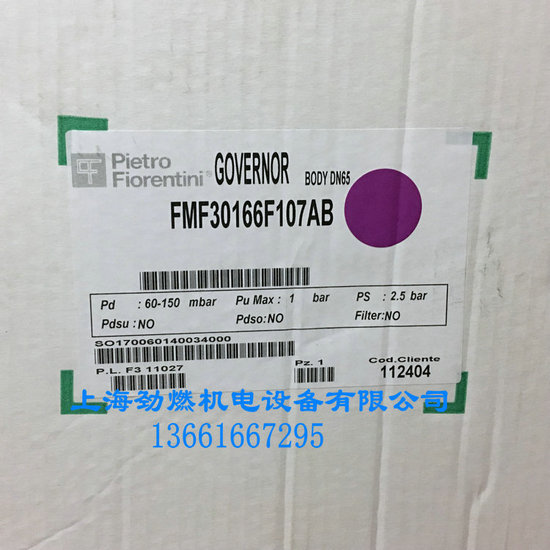 Pietro Fiorentini® GOVERNOR BODY DN65
FMF30166F107AB
Pd : 60-150 mbar Pu Max : 1 bar PS : 2.5 bar
Pdsu : NO Pdso: NO Filter: NO
SO170060140034000
P.L. F3 11027 Pz. 1 Cod.Cliente
112404
上海劲燃机电设备有限公司
13661667295